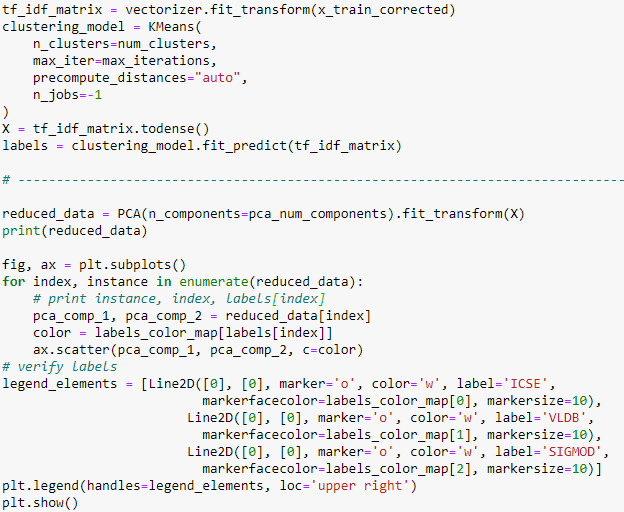 tf_idf_matrix = vectorizer.fit_transform(x_train_corrected)
clustering_model = KMeans(
    n_clusters=num_clusters,
    max_iter=max_iterations,
    precompute_distances="auto",
    n_jobs=-1
)
X = tf_idf_matrix.todense()
labels = clustering_model.fit_predict(tf_idf_matrix)
# -------------------------------------------------------------------------------
reduced_data = PCA(n_components=pca_num_components).fit_transform(X)
print(reduced_data)
fig, ax = plt.subplots()
for index, instance in enumerate(reduced_data):
    # print instance, index, labels[index]
    pca_comp_1, pca_comp_2 = reduced_data[index]
    color = labels_color_map[labels[index]]
    ax.scatter(pca_comp_1, pca_comp_2, c=color)
# verify labels
legend_elements = [Line2D([0], [0], marker='o', color='w', label='ICSE',
                          markerfacecolor=labels_color_map[0], markersize=10),
                        Line2D([0], [0], marker='o', color='w', label='VLDB',
                          markerfacecolor=labels_color_map[1], markersize=10),
                        Line2D([0], [0], marker='o', color='w', label='SIGMOD',
                          markerfacecolor=labels_color_map[2], markersize=10)]
plt.legend(handles=legend_elements, loc='upper right')
plt.show()